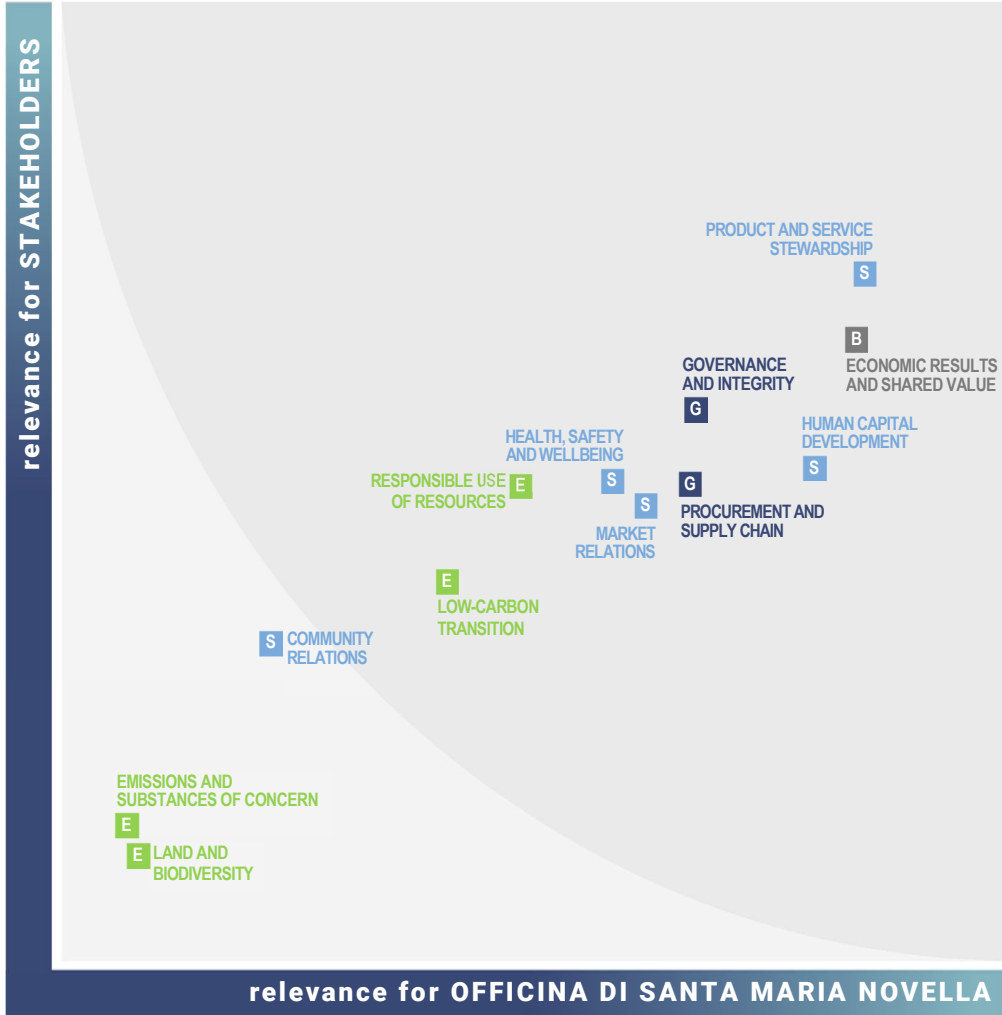 relevance for STAKEHOLDERS
PRODUCT AND SERVICE
STEWARDSHIP
S
B
ECONOMIC RESULTS
AND SHARED VALUE
GOVERNANCE
AND INTEGRITY
G
HUMAN CAPITAL
DEVELOPMENT
S
HEALTH, SAFETY
AND WELLBEING
S
RESPONSIBLE USE
OF RESOURCES
E
G
PROCUREMENT AND
SUPPLY CHAIN
S
MARKET
RELATIONS
E
LOW-CARBON
TRANSITION
S
COMMUNITY
RELATIONS
EMISSIONS AND
SUBSTANCES OF CONCERN
E
E
LAND AND
BIODIVERSITY
relevance for OFFICINA DI SANTA MARIA NOVELLA